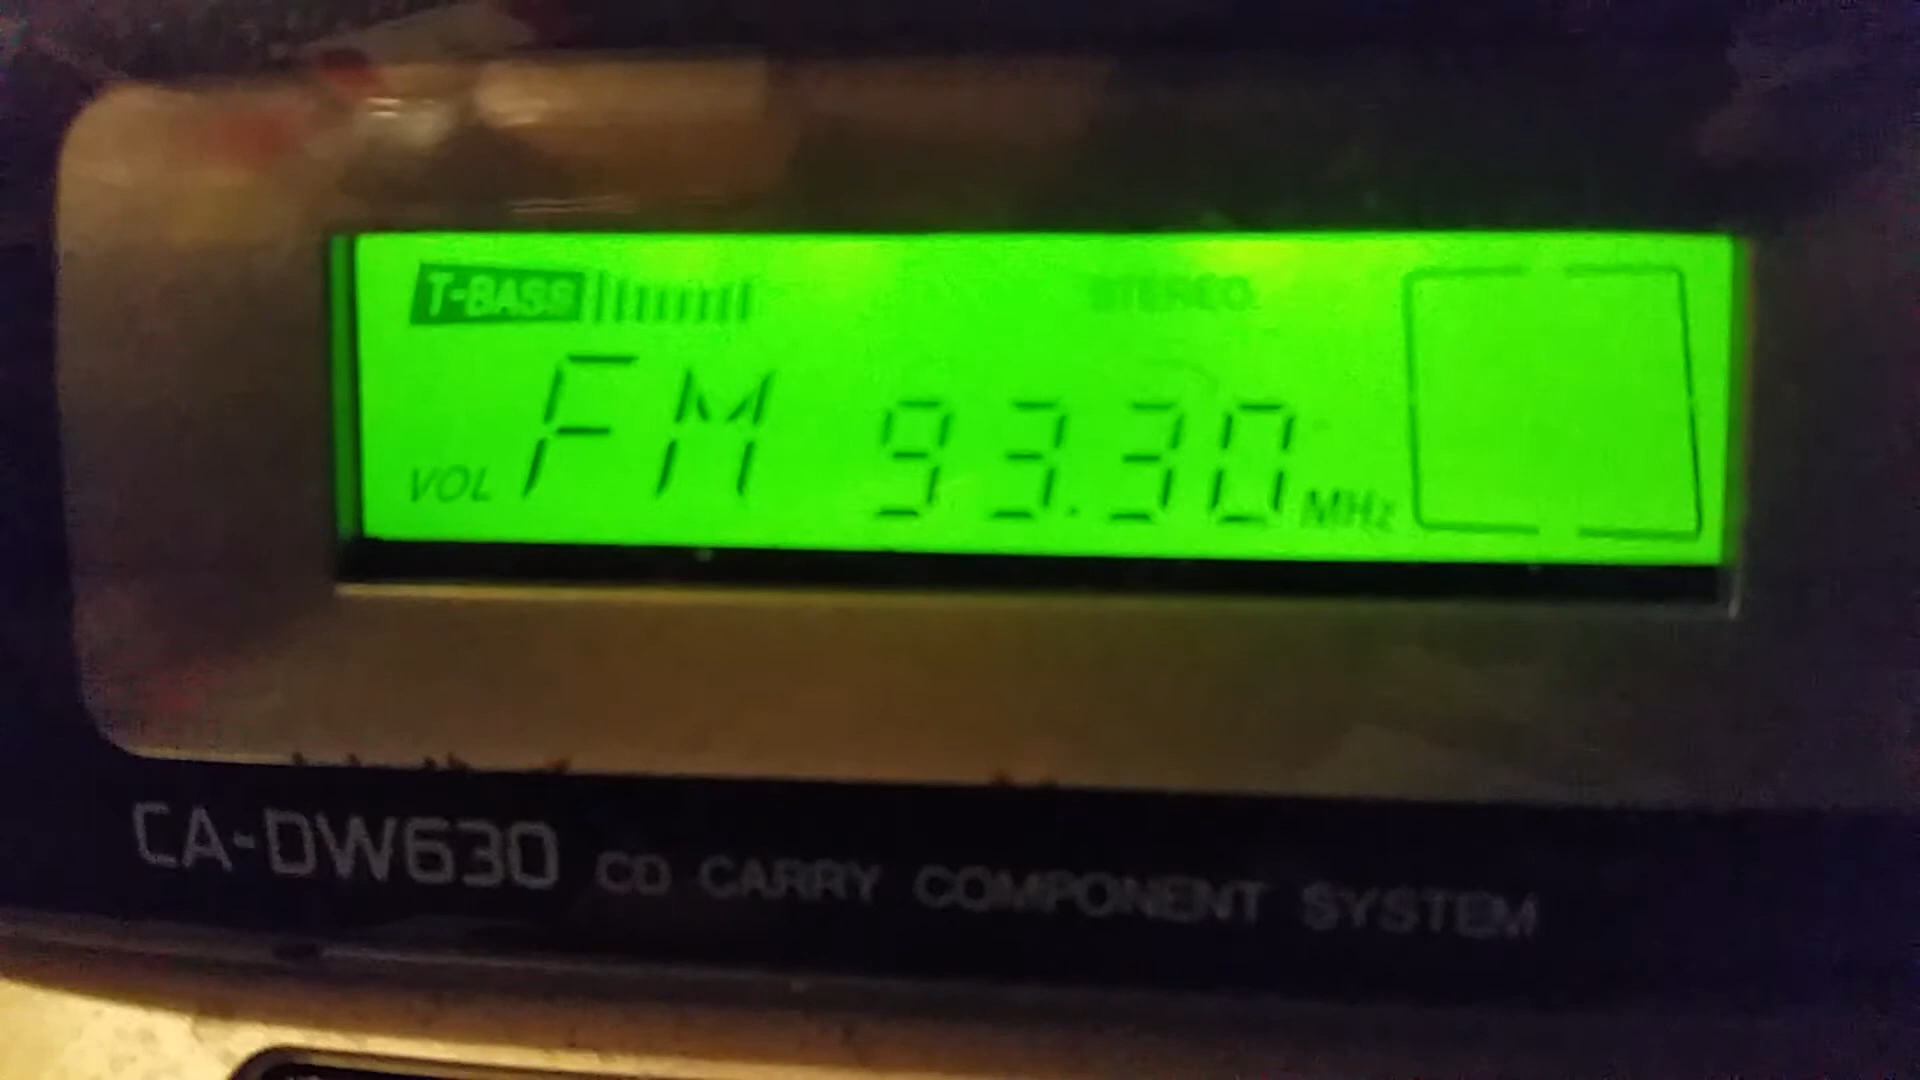 T-BASS STEREO
VOL FM 93.30 MHz
CA-DW630 CD CARRY COMPONENT SYSTEM